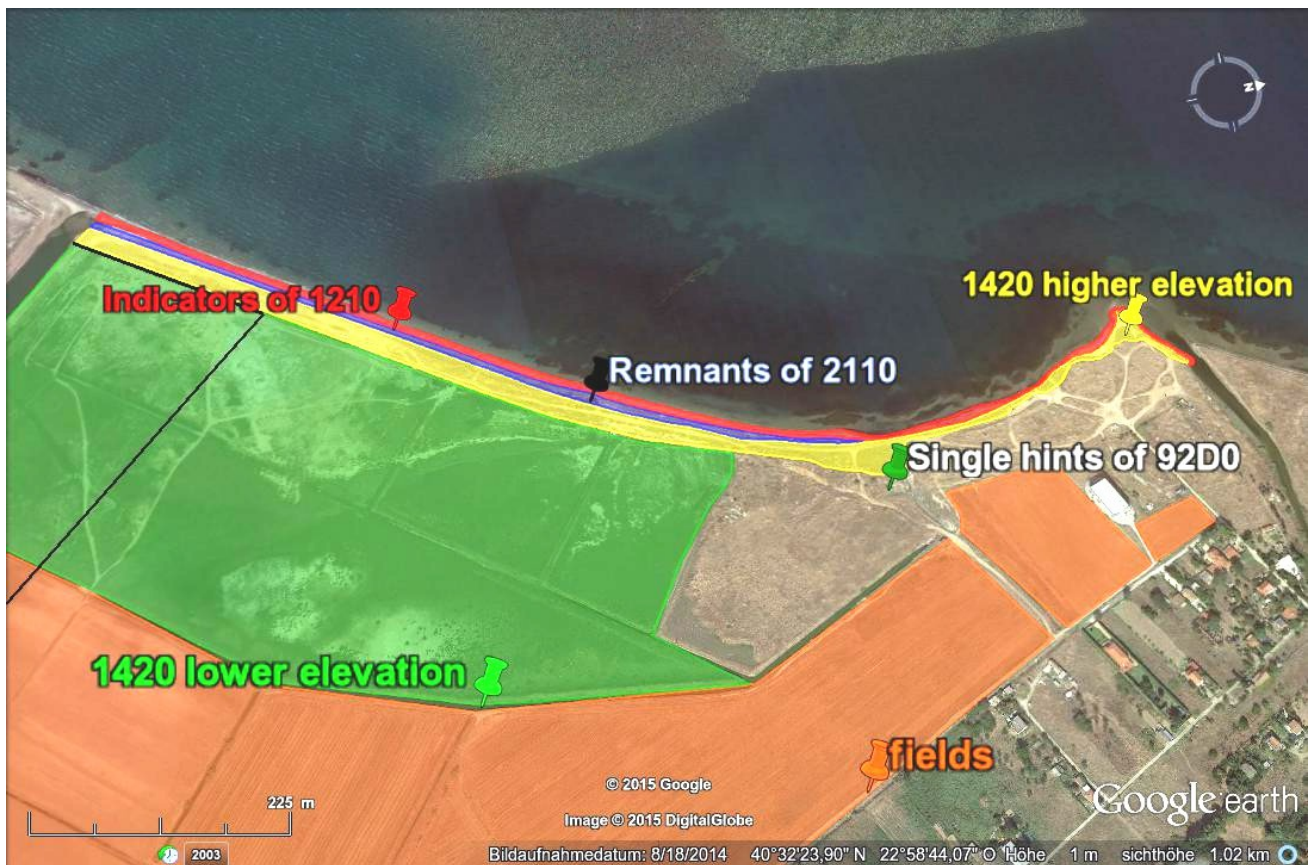 N
1420 higher elevation
Indicators of 1210
Remnants of 2110
Single hints of 92D0
1420 lower elevation
fields
© 2015 Google
225 m
Image © 2015 DigitalGlobe
Google earth
2003
Bildaufnahmedatum: 8/18/2014 40°32'23,90" N 22°58'44,07" O Höhe 1 m sichthöhe 1.02 km